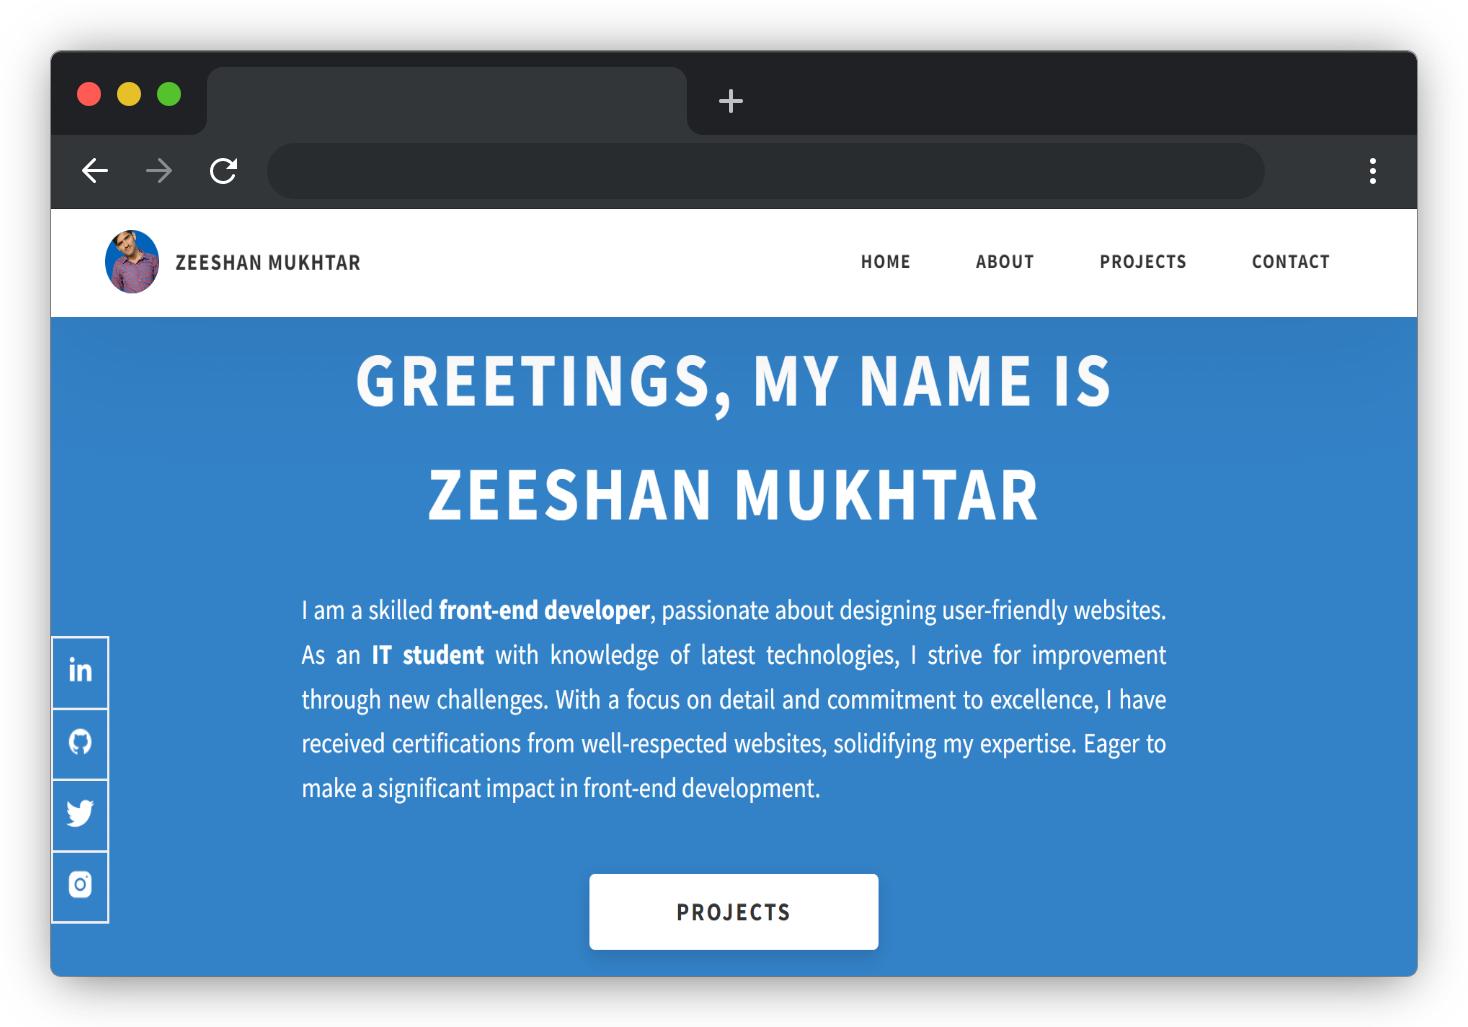 ZEESHAN MUKHTAR
HOME ABOUT PROJECTS CONTACT
GREETINGS, MY NAME IS
ZEESHAN MUKHTAR
I am a skilled front-end developer, passionate about designing user-friendly websites.
As an IT student with knowledge of latest technologies, I strive for improvement
through new challenges. With a focus on detail and commitment to excellence, I have
received certifications from well-respected websites, solidifying my expertise. Eager to
make a significant impact in front-end development.
in
PROJECTS